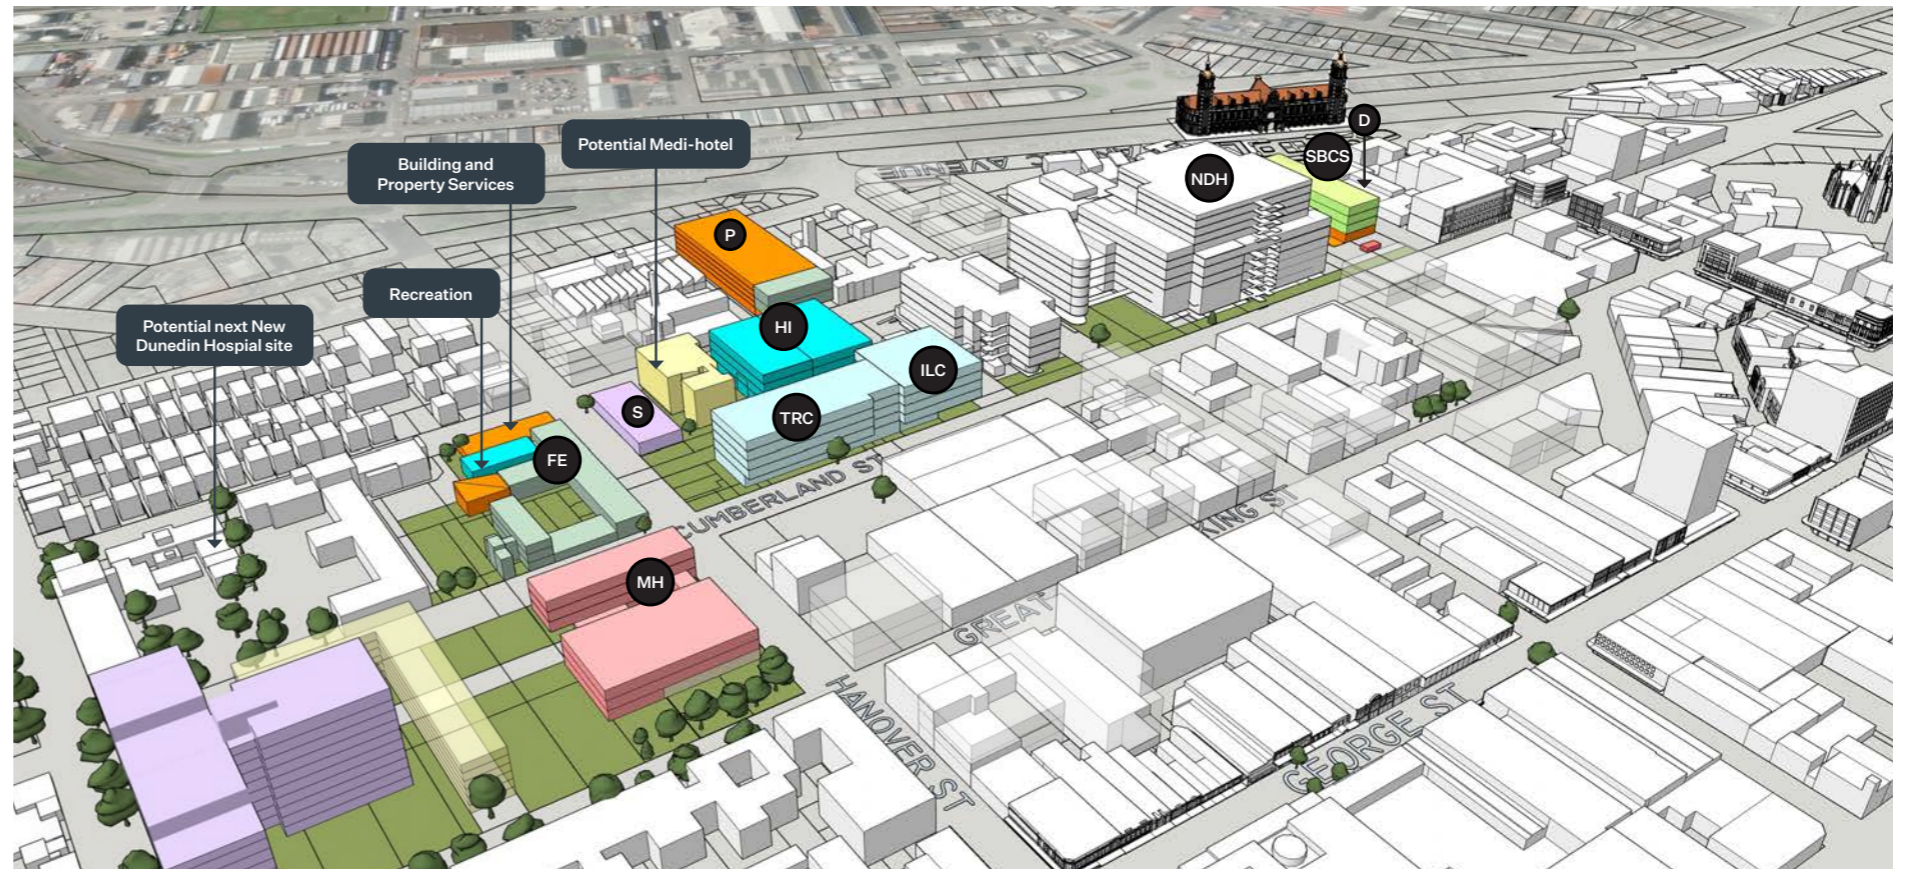 Potential Medi-hotel
Building and
Property Services
Recreation
Potential next New
Dunedin Hospial site
D
SBCS
NDH
P
HI
ILC
S
TRC
FE
MH
CUMBERLAND ST
GREAT
KING ST
HANOVER ST
GEORGE ST